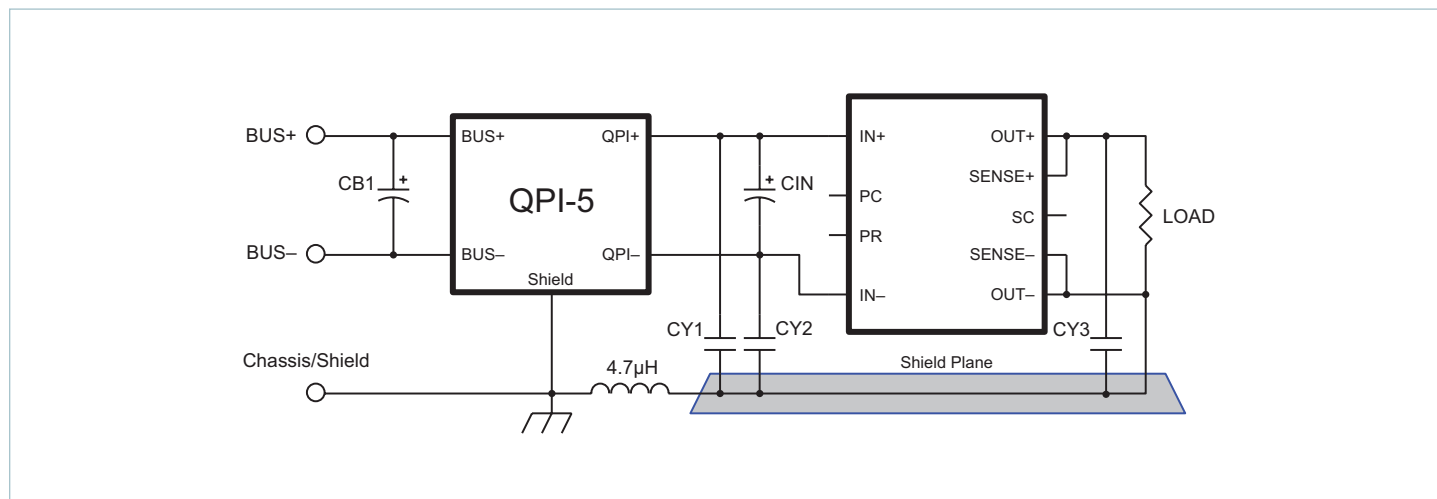 BUS+
BUS–
CB1
+
BUS+
QPI+
QPI-5
BUS–
QPI–
Shield
+
CIN
IN+
OUT+
SENSE+
PC
SC
PR
SENSE–
IN–
OUT–
LOAD
CY1
CY2
CY3
Chassis/Shield
4.7µH
Shield Plane